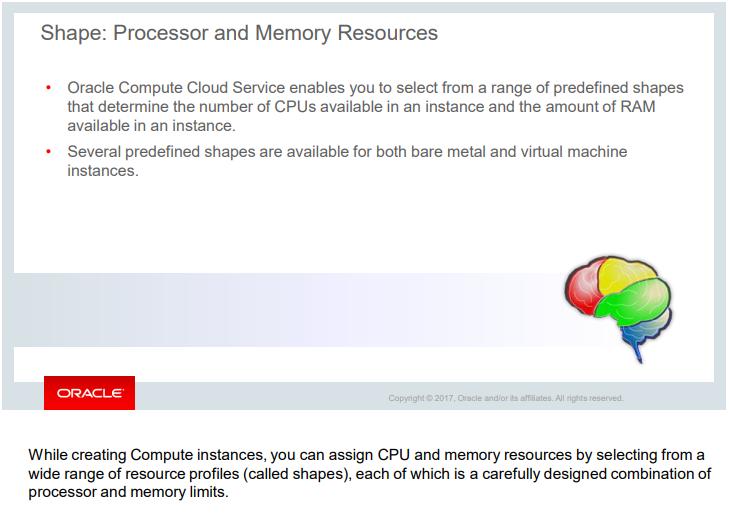 Shape: Processor and Memory Resources
• Oracle Compute Cloud Service enables you to select from a range of predefined shapes
that determine the number of CPUs available in an instance and the amount of RAM
available in an instance.
• Several predefined shapes are available for both bare metal and virtual machine
instances.
ORACLE
Copyright © 2017, Oracle and/or its affiliates. All rights reserved.
While creating Compute instances, you can assign CPU and memory resources by selecting from a
wide range of resource profiles (called shapes), each of which is a carefully designed combination of
processor and memory limits.